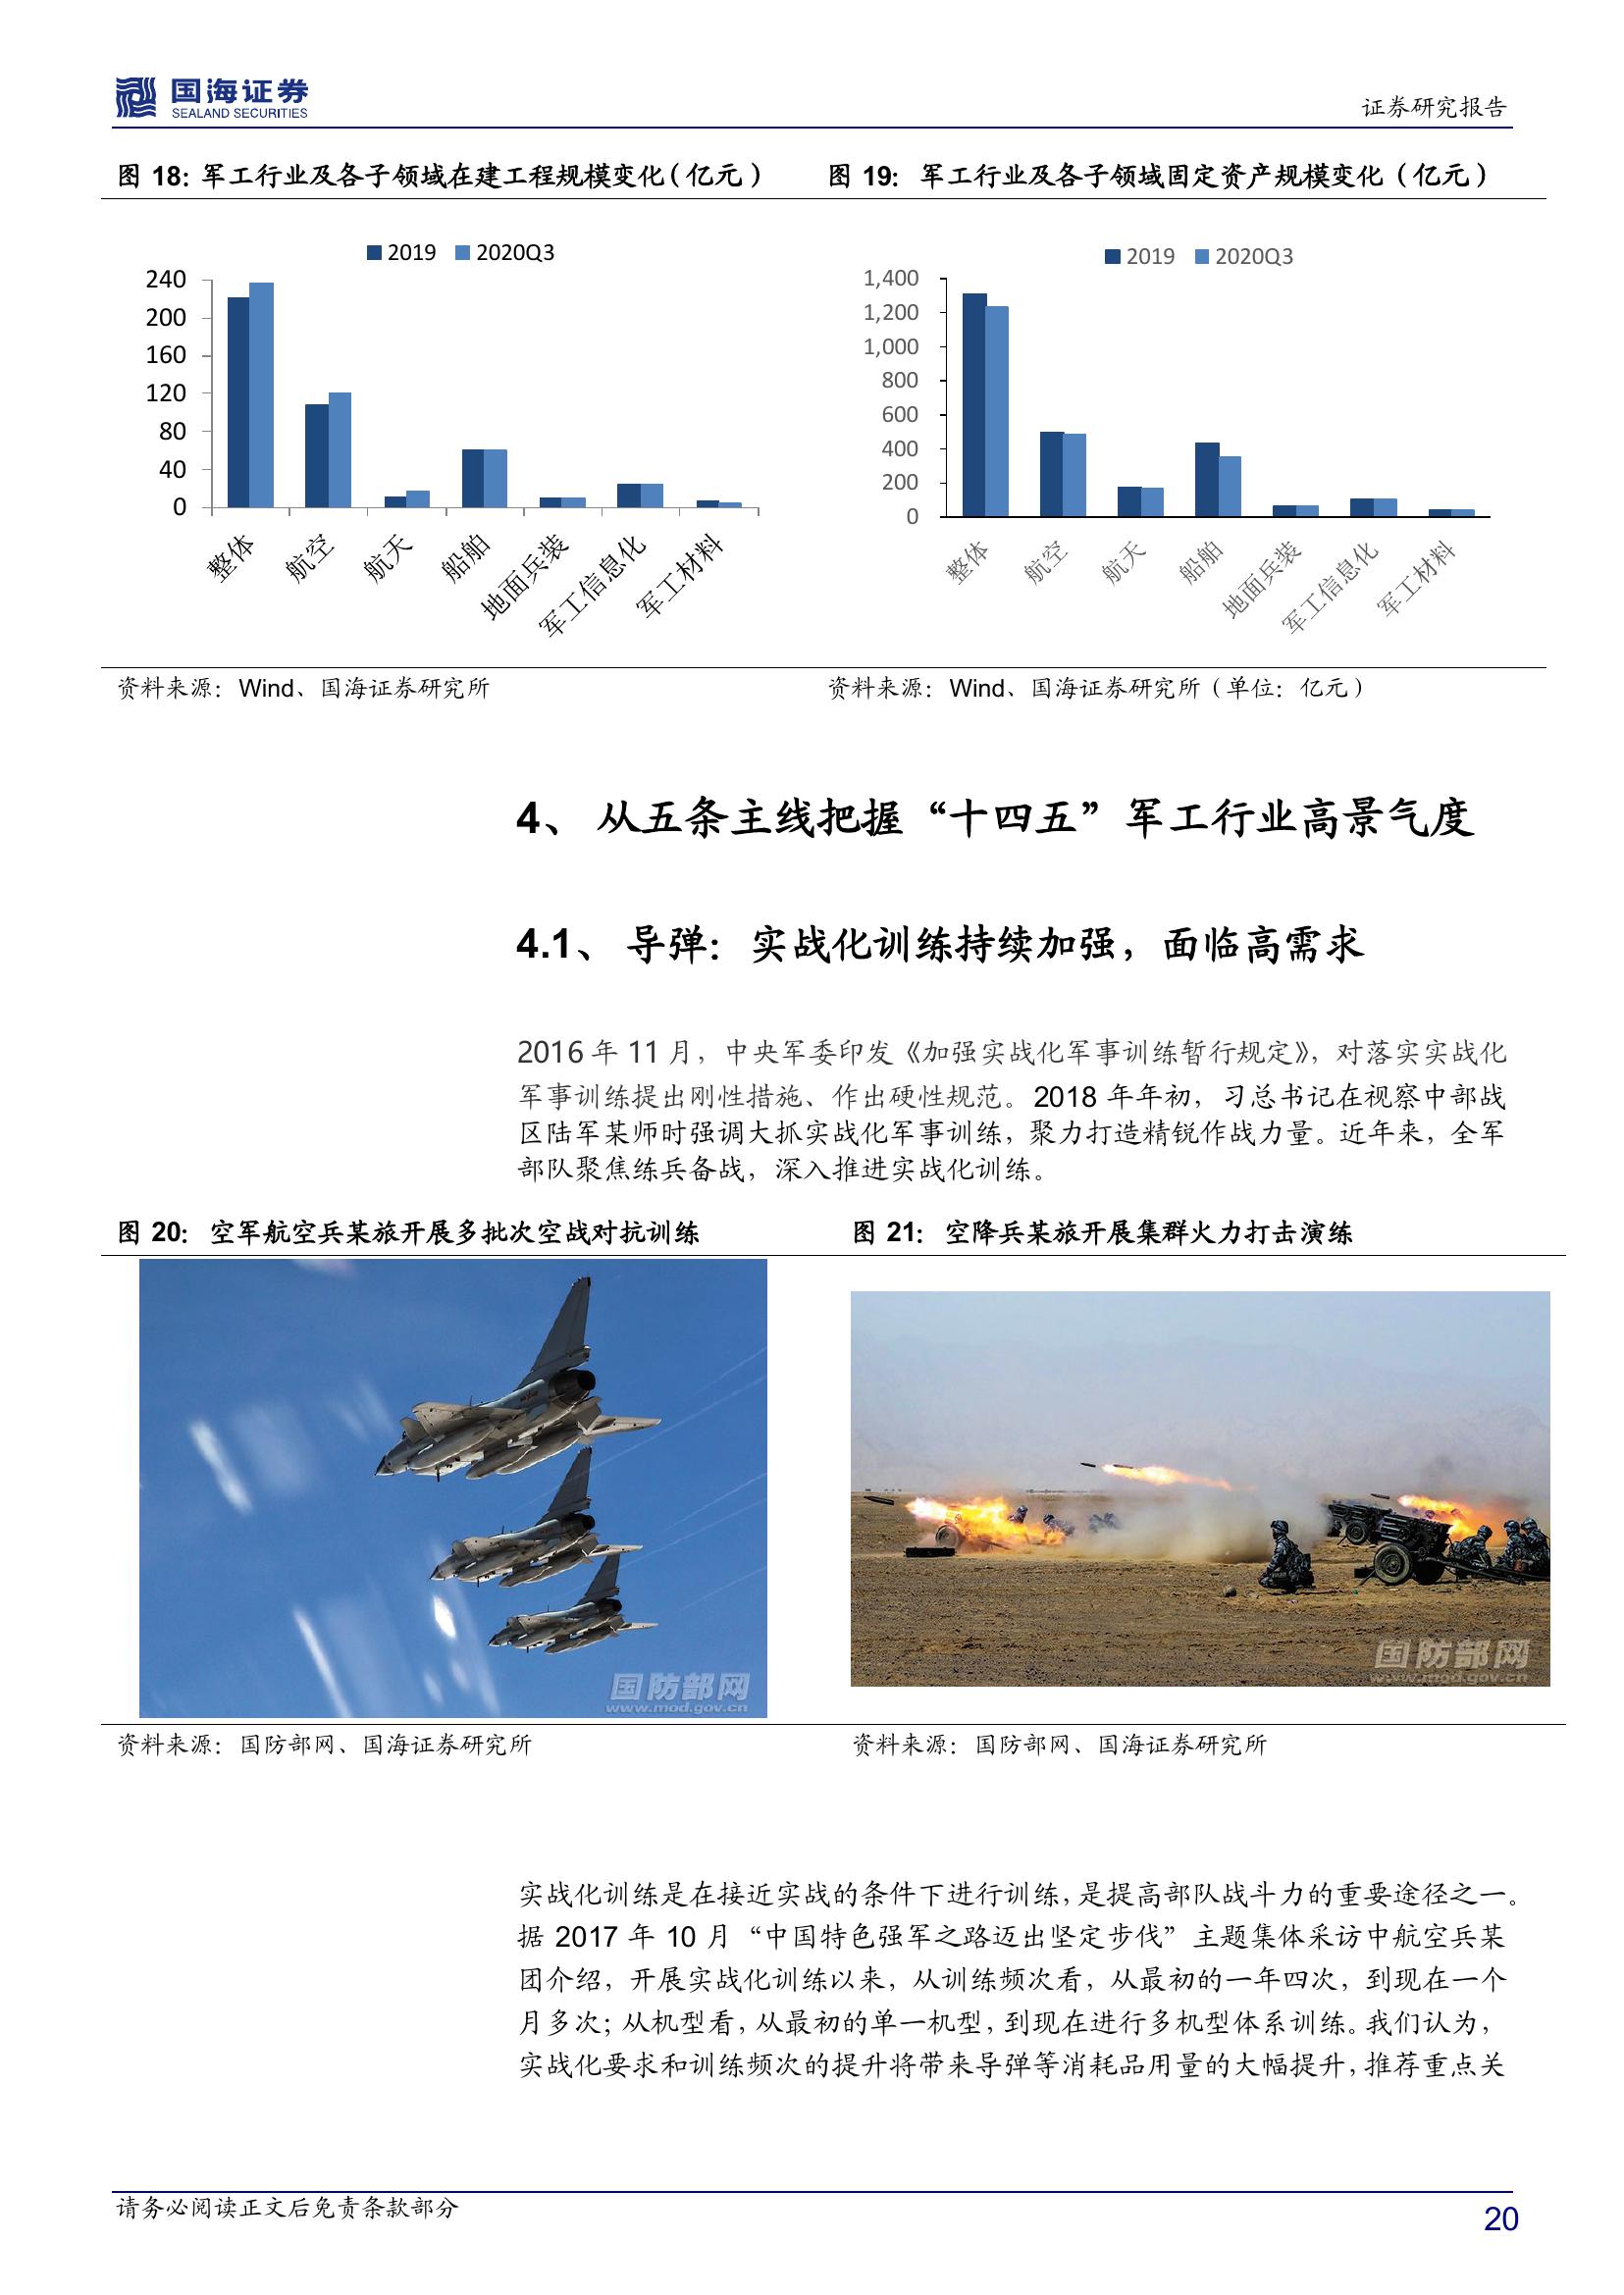 国海证券
SEALAND SECURITIES
证券研究报告
图 18：军工行业及各子领域在建工程规模变化（亿元）
2019 2020Q3
240
200
160
120
80
40
0
整体 航空 航天 船舶 地面兵装 军工信息化 军工材料
资料来源：Wind、国海证券研究所
图 19： 军工行业及各子领域固定资产规模变化（亿元）
2019 2020Q3
1,400
1,200
1,000
800
600
400
200
0
整体 航空 航天 船舶 地面兵装 军工信息化 军工材料
资料来源：Wind、国海证券研究所（单位：亿元）
4、 从五条主线把握“十四五”军工行业高景气度
4.1、 导弹：实战化训练持续加强，面临高需求
2016 年 11 月，中央军委印发《加强实战化军事训练暂行规定》，对落实实战化
军事训练提出刚性措施、作出硬性规范。2018 年年初，习总书记在视察中部战
区陆军某师时强调大抓实战化军事训练，聚力打造精锐作战力量。近年来，全军
部队聚焦练兵备战，深入推进实战化训练。
图 20： 空军航空兵某旅开展多批次空战对抗训练
国防部网
www.mod.gov.cn
资料来源：国防部网、国海证券研究所
图 21： 空降兵某旅开展集群火力打击演练
国防部网
www.mod.gov.cn
资料来源：国防部网、国海证券研究所
实战化训练是在接近实战的条件下进行训练，是提高部队战斗力的重要途径之一。
据 2017 年 10 月“中国特色强军之路迈出坚定步伐”主题集体采访中航空兵某
团介绍，开展实战化训练以来，从训练频次看，从最初的一年四次，到现在一个
月多次；从机型看，从最初的单一机型，到现在进行多机型体系训练。我们认为，
实战化要求和训练频次的提升将带来导弹等消耗品用量的大幅提升，推荐重点关
请务必阅读正文后免责条款部分
20